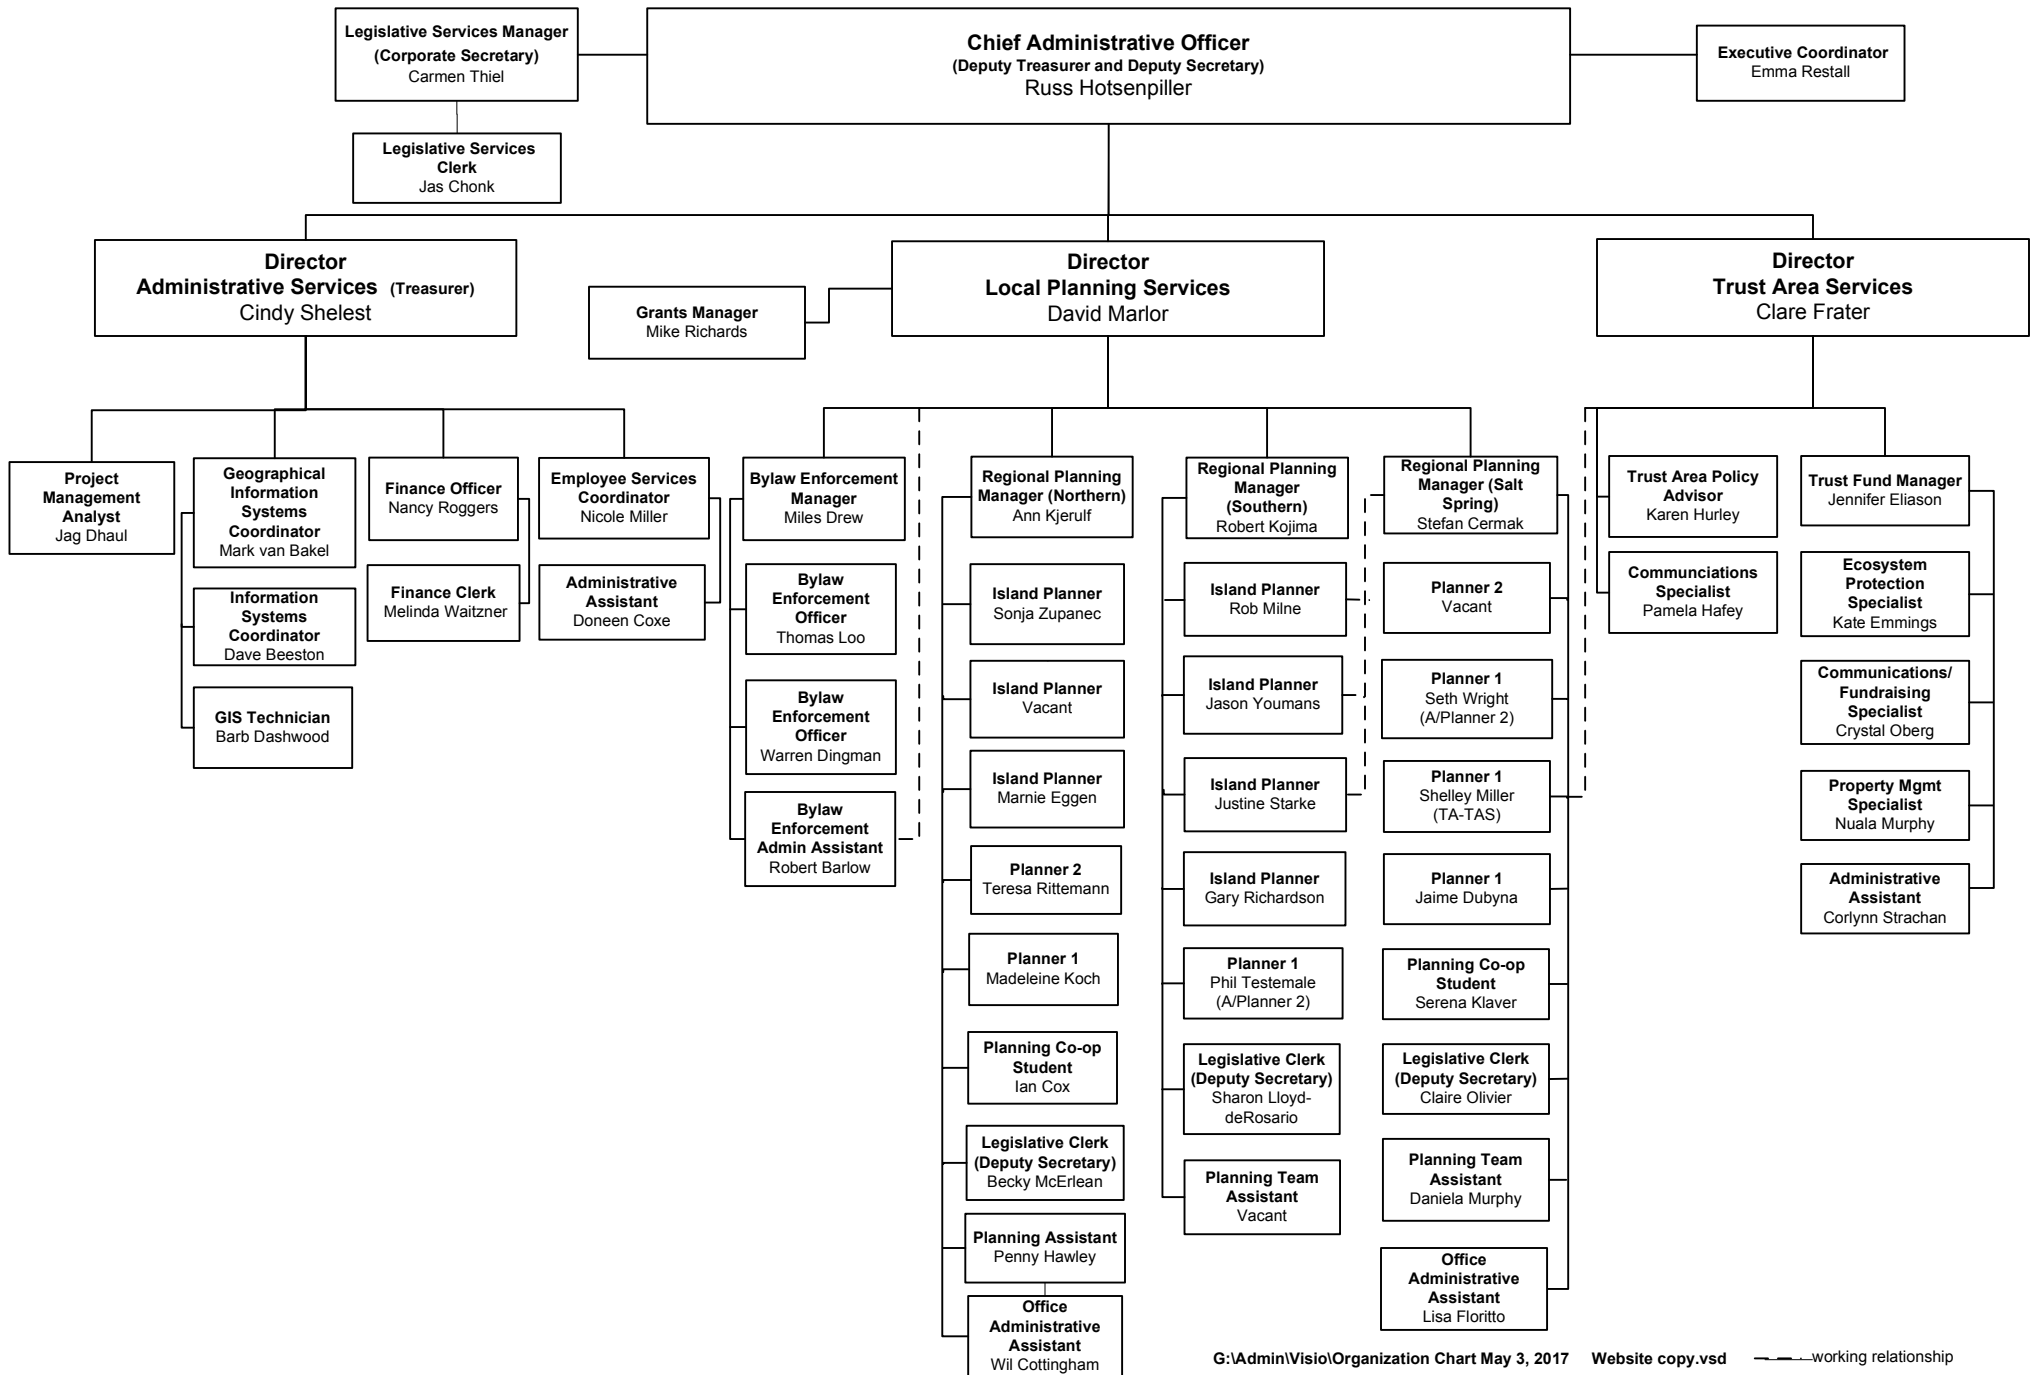 Legislative Services Manager
(Corporate Secretary)
Carmen Thiel
Chief Administrative Officer
(Deputy Treasurer and Deputy Secretary)
Russ Hotsenpiller
Executive Coordinator
Emma Restall
Legislative Services
Clerk
Jas Chonk
Director
Administrative Services (Treasurer)
Cindy Shelest
Grants Manager
Mike Richards
Director
Local Planning Services
David Marlor
Director
Trust Area Services
Clare Frater
Project
Management
Analyst
Jag Dhaul
Geographical
Information
Systems
Coordinator
Mark van Bakel
Information
Systems
Coordinator
Dave Beeston
GIS Technician
Barb Dashwood
Finance Officer
Nancy Roggers
Finance Clerk
Melinda Waitzner
Employee Services
Coordinator
Nicole Miller
Administrative
Assistant
Doneen Coxe
Bylaw Enforcement
Manager
Miles Drew
Bylaw
Enforcement
Officer
Thomas Loo
Bylaw
Enforcement
Officer
Warren Dingman
Bylaw
Enforcement
Admin Assistant
Robert Barlow
Regional Planning
Manager (Northern)
Ann Kjerulf
Island Planner
Sonja Zupanec
Island Planner
Vacant
Island Planner
Marnie Eggen
Planner 2
Teresa Rittemann
Planner 1
Madeleine Koch
Planning Co-op
Student
Ian Cox
Legislative Clerk
(Deputy Secretary)
Becky McErlean
Planning Assistant
Penny Hawley
Office
Administrative
Assistant
Wil Cottingham
Regional Planning
Manager
(Southern)
Robert Kojima
Island Planner
Rob Milne
Island Planner
Jason Youmans
Island Planner
Justine Starke
Island Planner
Gary Richardson
Planner 1
Phil Testemale
(A/Planner 2)
Legislative Clerk
(Deputy Secretary)
Sharon Lloyd-
deRosario
Planning Team
Assistant
Vacant
Regional Planning
Manager (Salt
Spring)
Stefan Cermak
Planner 2
Vacant
Planner 1
Seth Wright
(A/Planner 2)
Planner 1
Shelley Miller
(TA-TAS)
Planner 1
Jaime Dubyna
Planning Co-op
Student
Serena Klaver
Legislative Clerk
(Deputy Secretary)
Claire Olivier
Planning Team
Assistant
Daniela Murphy
Office
Administrative
Assistant
Lisa Floritto
Trust Area Policy
Advisor
Karen Hurley
Communciations
Specialist
Pamela Hafey
Trust Fund Manager
Jennifer Eliason
Ecosystem
Protection
Specialist
Kate Emmings
Communications/
Fundraising
Specialist
Crystal Oberg
Property Mgmt
Specialist
Nuala Murphy
Administrative
Assistant
Corlynn Strachan
G:\Admin\Visio\Organization Chart May 3, 2017 Website copy.vsd working relationship